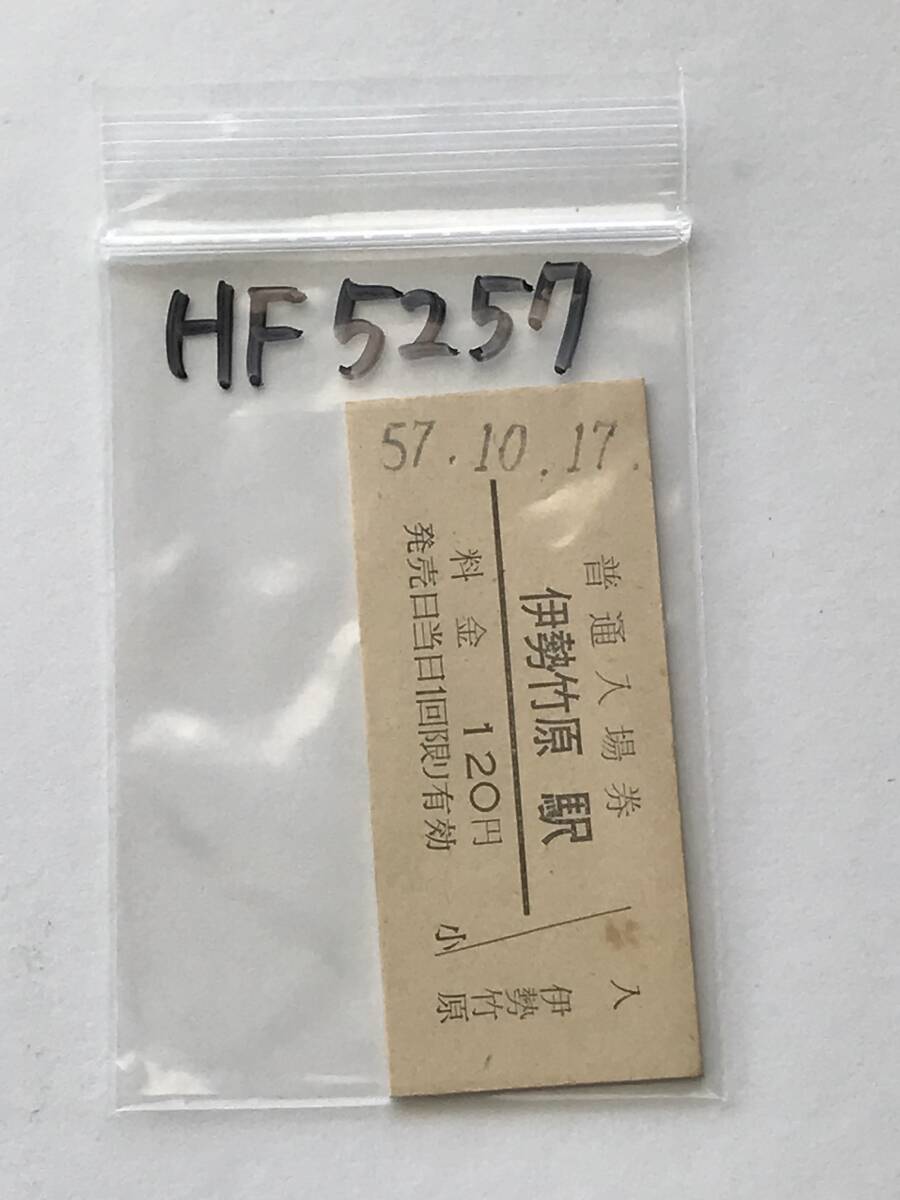 HF5257
57.10.17.
普通入場券
伊勢竹原 駅
料金 120円
発売日当日1回限り有効
小
入
伊勢
竹原